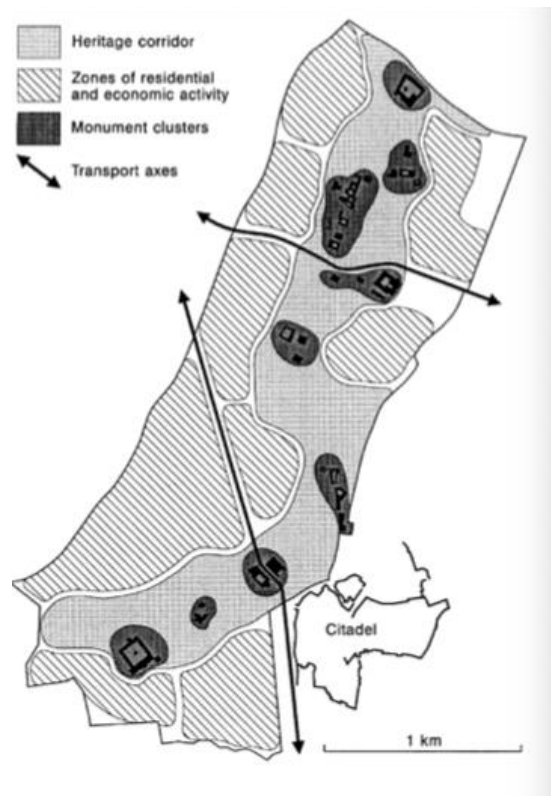 Heritage corridor
Zones of residential
and economic activity
Monument clusters
Transport axes
Citadel
1 km